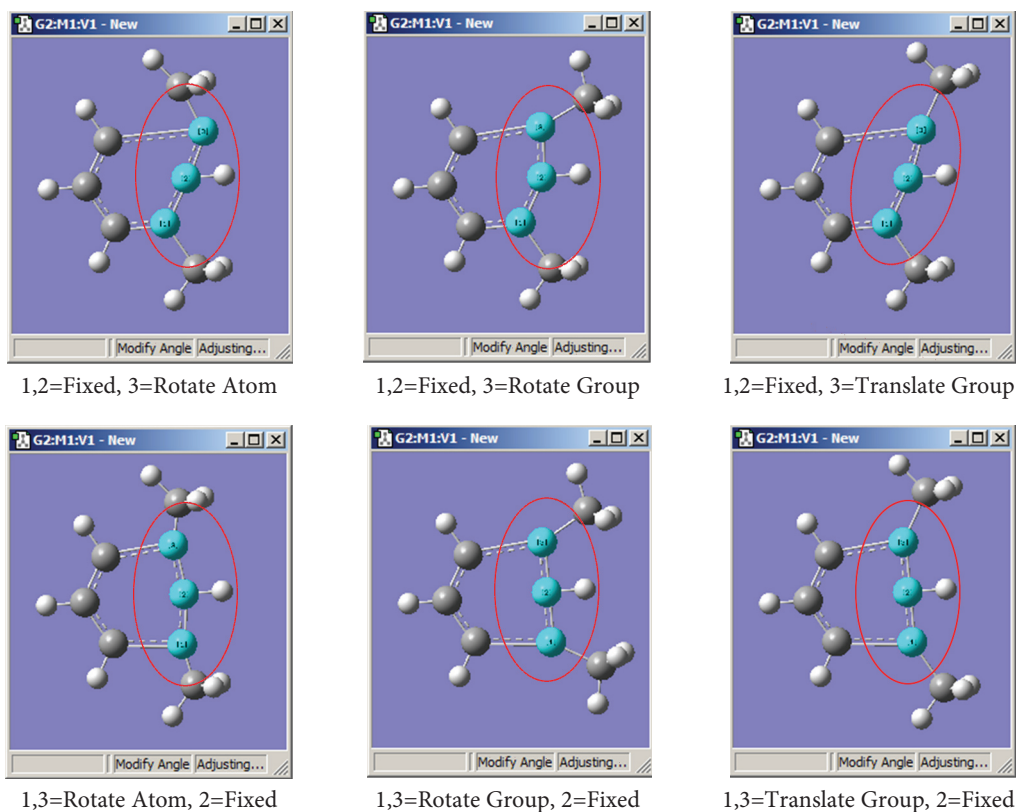 G2:M1:V1 - New
G2:M1:V1 - New
G2:M1:V1 - New
Modify Angle Adjusting...
Modify Angle Adjusting...
Modify Angle Adjusting...
1,2=Fixed, 3=Rotate Atom
1,2=Fixed, 3=Rotate Group
1,2=Fixed, 3=Translate Group
G2:M1:V1 - New
G2:M1:V1 - New
G2:M1:V1 - New
Modify Angle Adjusting...
Modify Angle Adjusting...
Modify Angle Adjusting...
1,3=Rotate Atom, 2=Fixed
1,3=Rotate Group, 2=Fixed
1,3=Translate Group, 2=Fixed